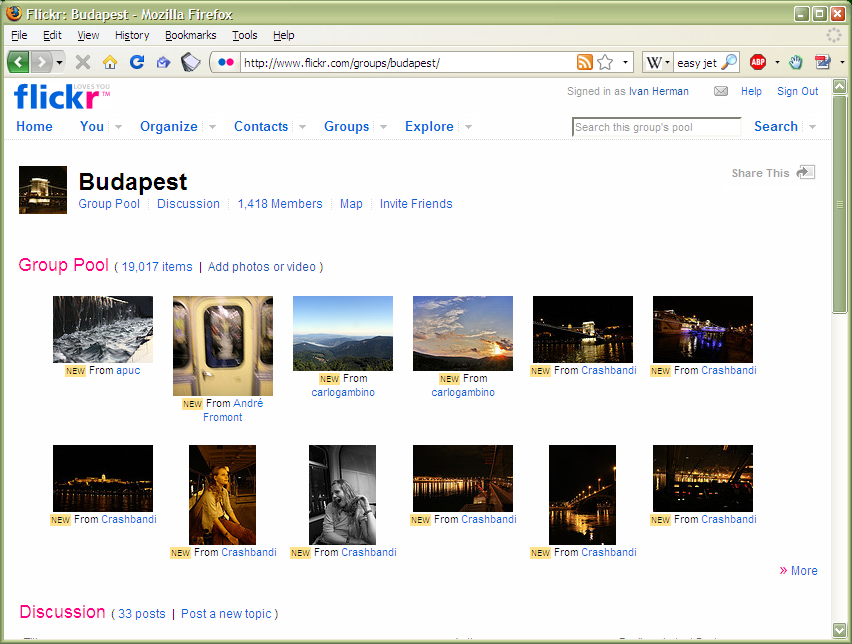 Flickr: Budapest - Mozilla Firefox
File Edit View History Bookmarks Tools Help
http://www.flickr.com/groups/budapest/ W easy jet ABP
LOVES YOU
flickr™
Signed in as Ivan Herman Help Sign Out
Home You Organize Contacts Groups Explore Search this group's pool Search
Budapest
Share This
Group Pool Discussion 1,418 Members Map Invite Friends
Group Pool ( 19,017 items | Add photos or video )
NEW From apuc
NEW From André Fromont
NEW From carlogambino
NEW From carlogambino
NEW From Crashbandi
NEW From Crashbandi
NEW From Crashbandi
NEW From Crashbandi
NEW From Crashbandi
NEW From Crashbandi
NEW From Crashbandi
NEW From Crashbandi
» More
Discussion ( 33 posts | Post a new topic )